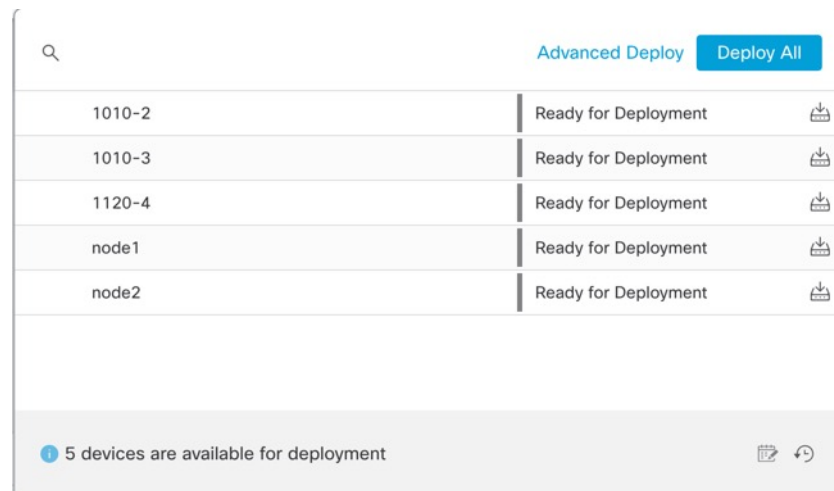 Advanced Deploy Deploy All
1010-2 Ready for Deployment
1010-3 Ready for Deployment
1120-4 Ready for Deployment
node1 Ready for Deployment
node2 Ready for Deployment
5 devices are available for deployment